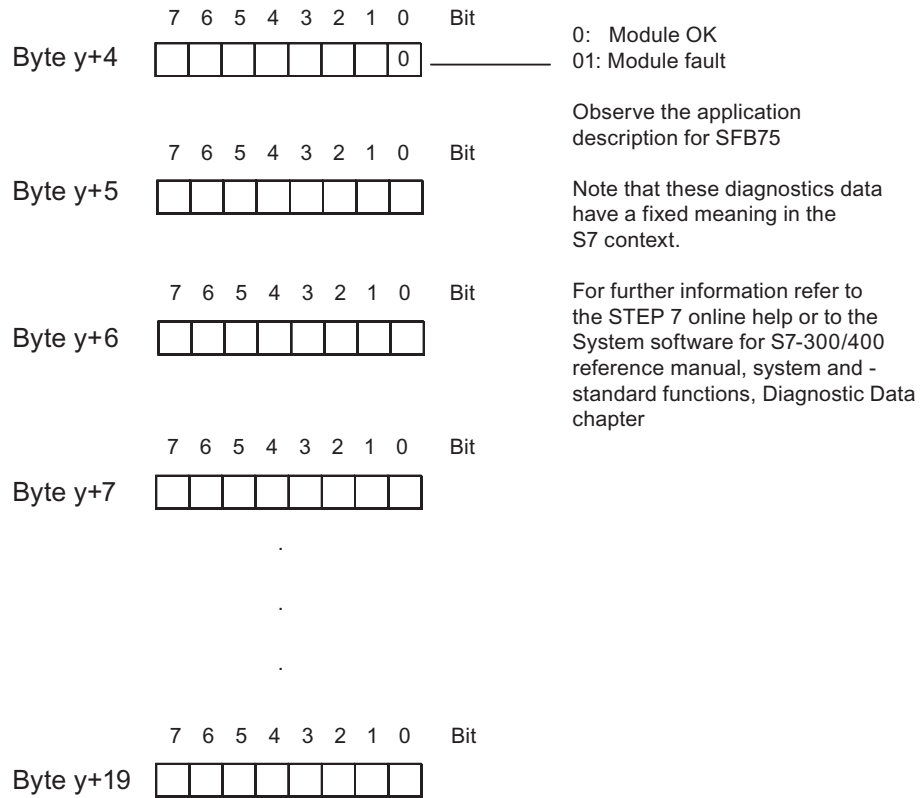 7 6 5 4 3 2 1 0 Bit
Byte y+4
0
0: Module OK
01: Module fault
Observe the application
description for SFB75
7 6 5 4 3 2 1 0 Bit
Byte y+5
Note that these diagnostics data
have a fixed meaning in the
S7 context.
7 6 5 4 3 2 1 0 Bit
Byte y+6
For further information refer to
the STEP 7 online help or to the
System software for S7-300/400
reference manual, system and -
standard functions, Diagnostic Data
chapter
7 6 5 4 3 2 1 0 Bit
Byte y+7
.
.
.
7 6 5 4 3 2 1 0 Bit
Byte y+19